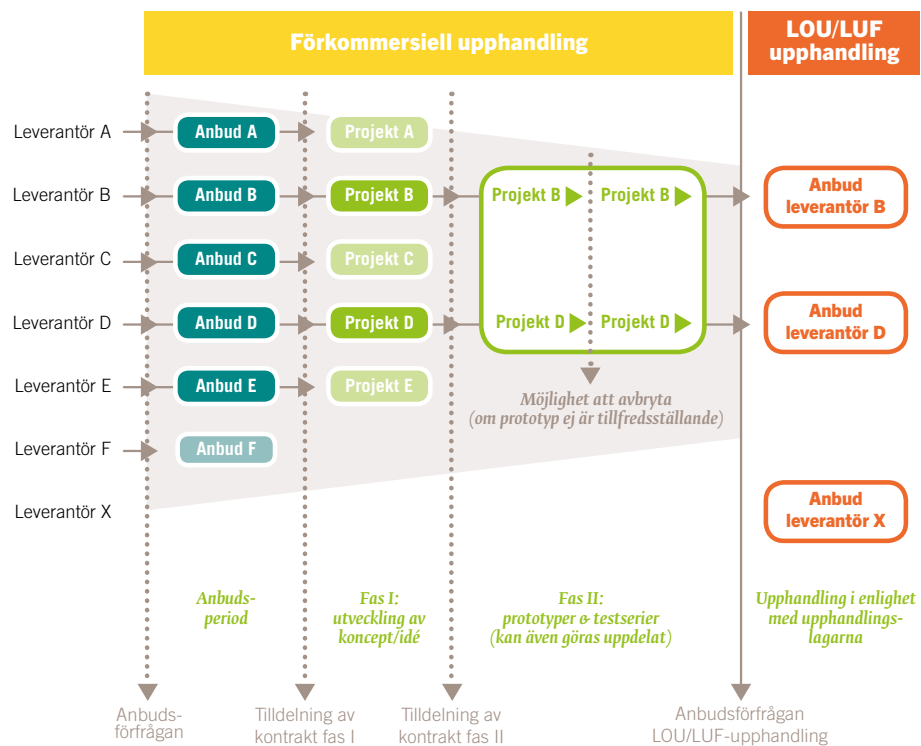 Förkommersiell upphandling
LOU/LUF
upphandling
Leverantör A
Anbud A
Projekt A
Leverantör B
Anbud B
Projekt B
Projekt B
Projekt B
Anbud
leverantör B
Leverantör C
Anbud C
Projekt C
Leverantör D
Anbud D
Projekt D
Projekt D
Projekt D
Anbud
leverantör D
Leverantör E
Anbud E
Projekt E
Möjlighet att avbryta
(om prototyp ej är tillfredsställande)
Leverantör F
Anbud F
Leverantör X
Anbud
leverantör X
Anbuds-
period
Fas I:
utveckling av
koncept/idé
Fas II:
prototyper & testserier
(kan även göras uppdelat)
Upphandling i enlighet
med upphandlings-
lagarna
Anbuds-
förfrågan
Tilldelning av
kontrakt fas I
Tilldelning av
kontrakt fas II
Anbudsförfrågan
LOU/LUF-upphandling